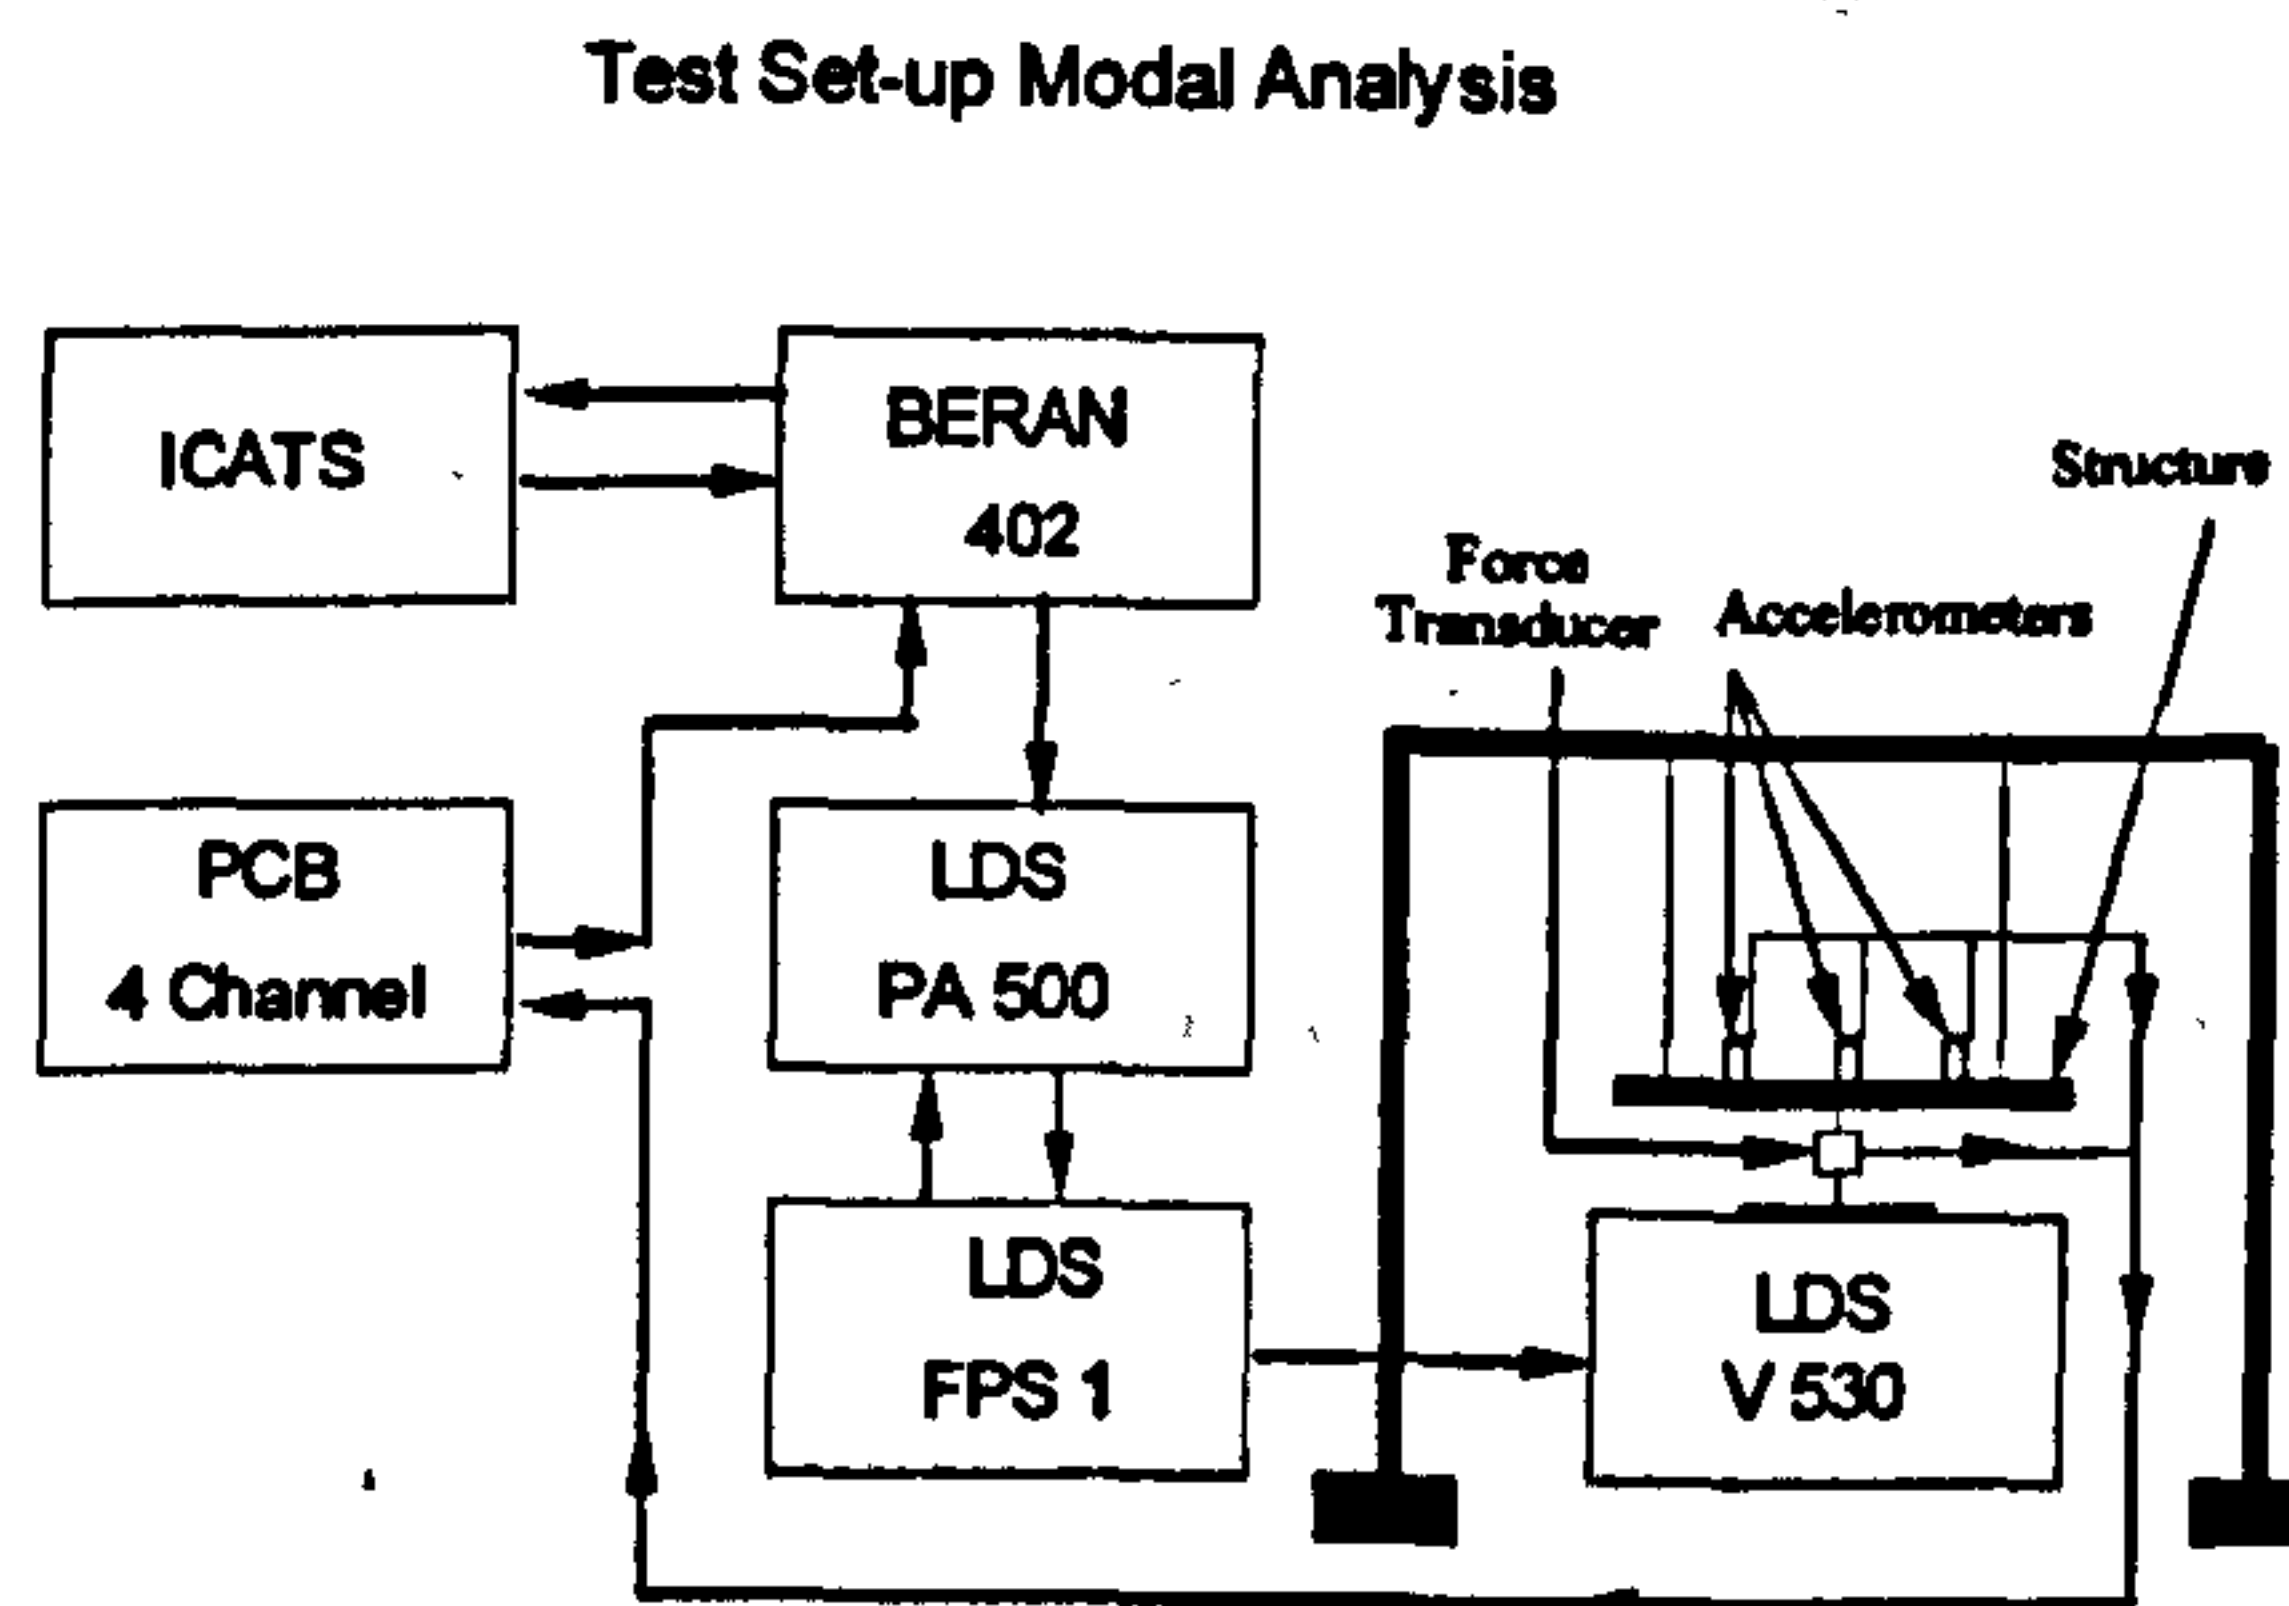 Test Set-up Modal Analysis
ICATS
BERAN
402
Structure
Force
Transducer
Accelerometers
PCB
4 Channel
LDS
PA 500
LDS
FPS 1
LDS
V 530